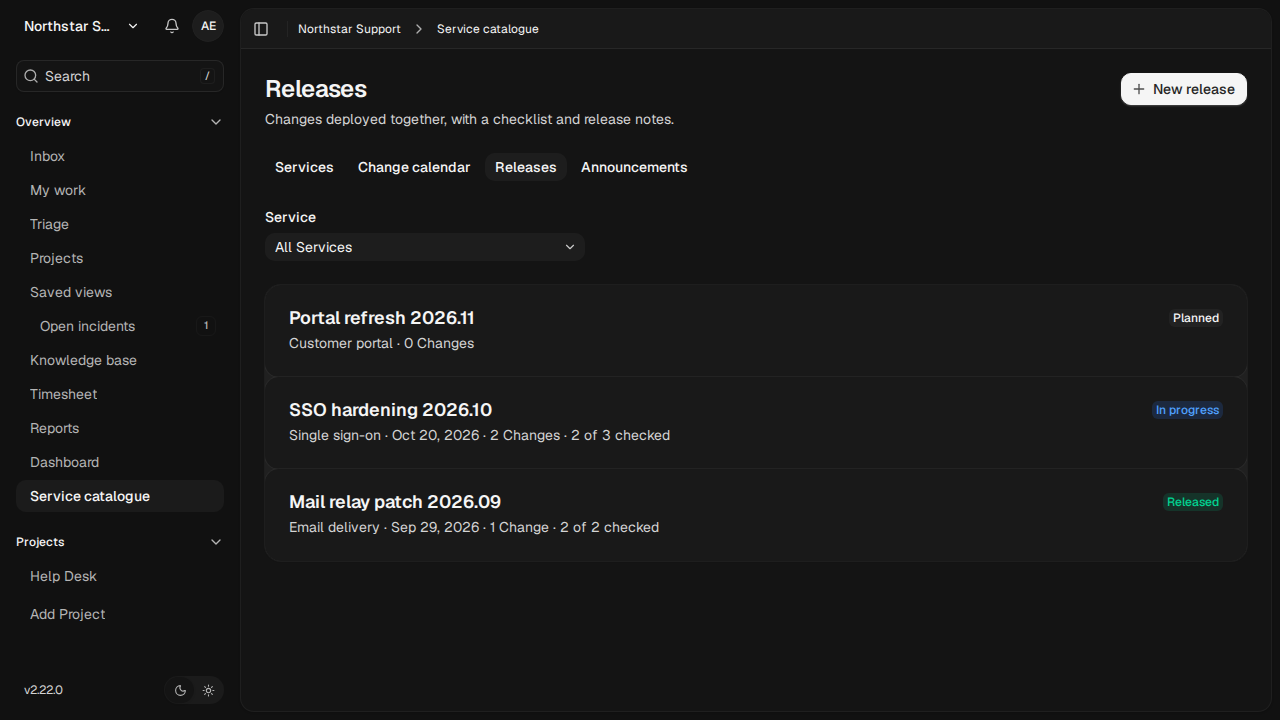 Northstar S...
AE
Search
/
Overview
Inbox
My work
Triage
Projects
Saved views
Open incidents
1
Knowledge base
Timesheet
Reports
Dashboard
Service catalogue
Projects
Help Desk
Add Project
v2.22.0
Northstar Support
Service catalogue
Releases
New release
Changes deployed together, with a checklist and release notes.
Services
Change calendar
Releases
Announcements
Service
All Services
Portal refresh 2026.11
Planned
Customer portal · 0 Changes
SSO hardening 2026.10
In progress
Single sign-on · Oct 20, 2026 · 2 Changes · 2 of 3 checked
Mail relay patch 2026.09
Released
Email delivery · Sep 29, 2026 · 1 Change · 2 of 2 checked